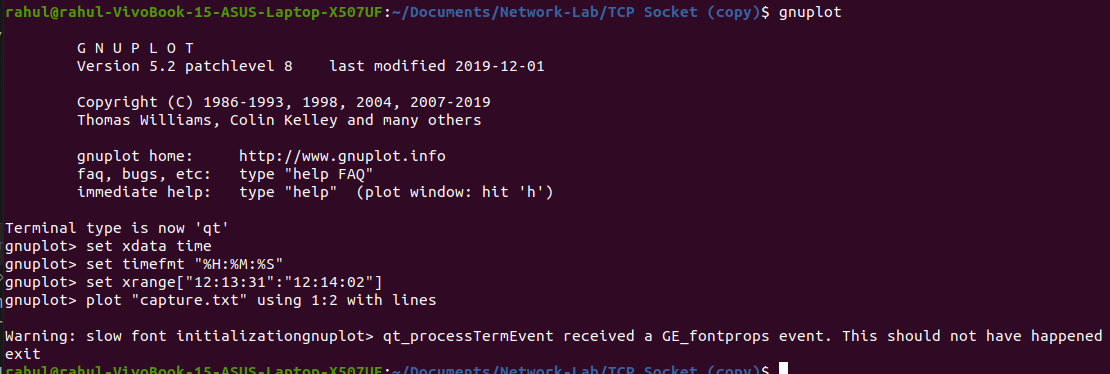 rahul@rahul-VivoBook-15-ASUS-Laptop-X507UF:~/Documents/Network-Lab/TCP Socket (copy)$ gnuplot
G N U P L O T
Version 5.2 patchlevel 8    last modified 2019-12-01
Copyright (C) 1986-1993, 1998, 2004, 2007-2019
Thomas Williams, Colin Kelley and many others
gnuplot home:     http://www.gnuplot.info
faq, bugs, etc:   type "help FAQ"
immediate help:   type "help"  (plot window: hit 'h')
Terminal type is now 'qt'
gnuplot> set xdata time
gnuplot> set timefmt "%H:%M:%S"
gnuplot> set xrange["12:13:31":"12:14:02"]
gnuplot> plot "capture.txt" using 1:2 with lines
Warning: slow font initializationgnuplot> qt_processTermEvent received a GE_fontprops event. This should not have happened
exit
rahul@rahul-VivoBook-15-ASUS-Laptop-X507UF:~/Documents/Network-Lab/TCP Socket (copy)$